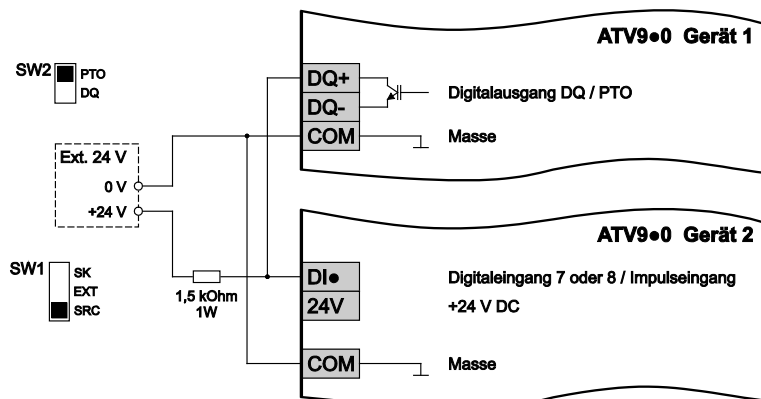 ATV9●0 Gerät 1
SW2
PTO
DQ
DQ+
DQ-
COM
Digitalausgang DQ / PTO
Masse
Ext. 24 V
0 V
+24 V
ATV9●0 Gerät 2
SW1
SK
EXT
SRC
1,5 kOhm
1W
DI●
24V
COM
Digitaleingang 7 oder 8 / Impulseingang
+24 V DC
Masse